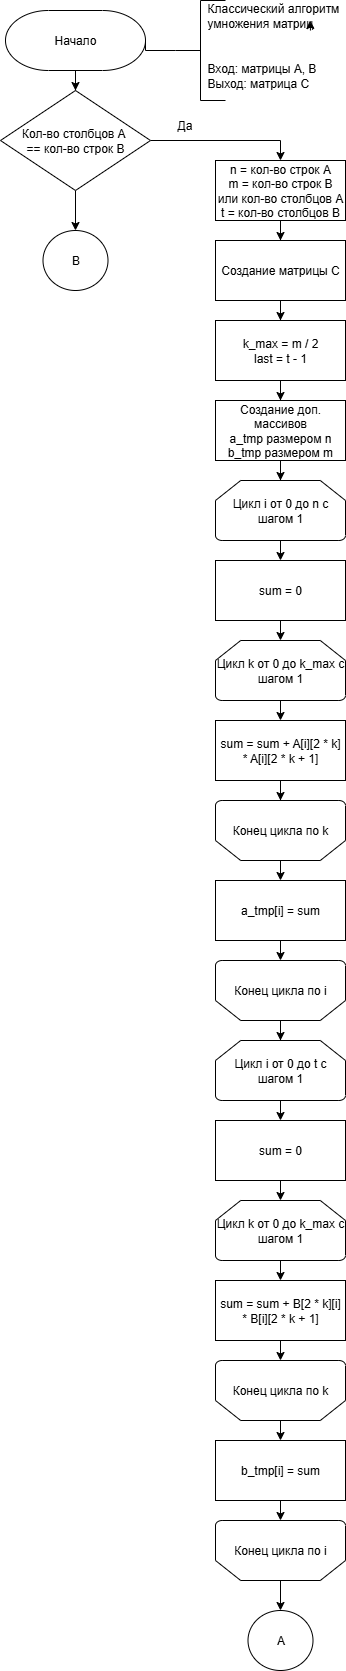 Классический алгоритм
умножения матриц
Вход: матрицы A, B
Выход: матрица C
Начало
Кол-во столбцов A
== кол-во строк B
Да
B
n = кол-во строк A
m = кол-во строк B
или кол-во столбцов A
t = кол-во столбцов B
Создание матрицы C
k_max = m / 2
last = t - 1
Создание доп.
массивов
a_tmp размером n
b_tmp размером m
Цикл i от 0 до n с
шагом 1
sum = 0
Цикл k от 0 до k_max с
шагом 1
sum = sum + A[i][2 * k]
* A[i][2 * k + 1]
Конец цикла по k
a_tmp[i] = sum
Конец цикла по i
Цикл i от 0 до t с
шагом 1
sum = 0
Цикл k от 0 до k_max с
шагом 1
sum = sum + B[2 * k][i]
* B[i][2 * k + 1]
Конец цикла по k
b_tmp[i] = sum
Конец цикла по i
A